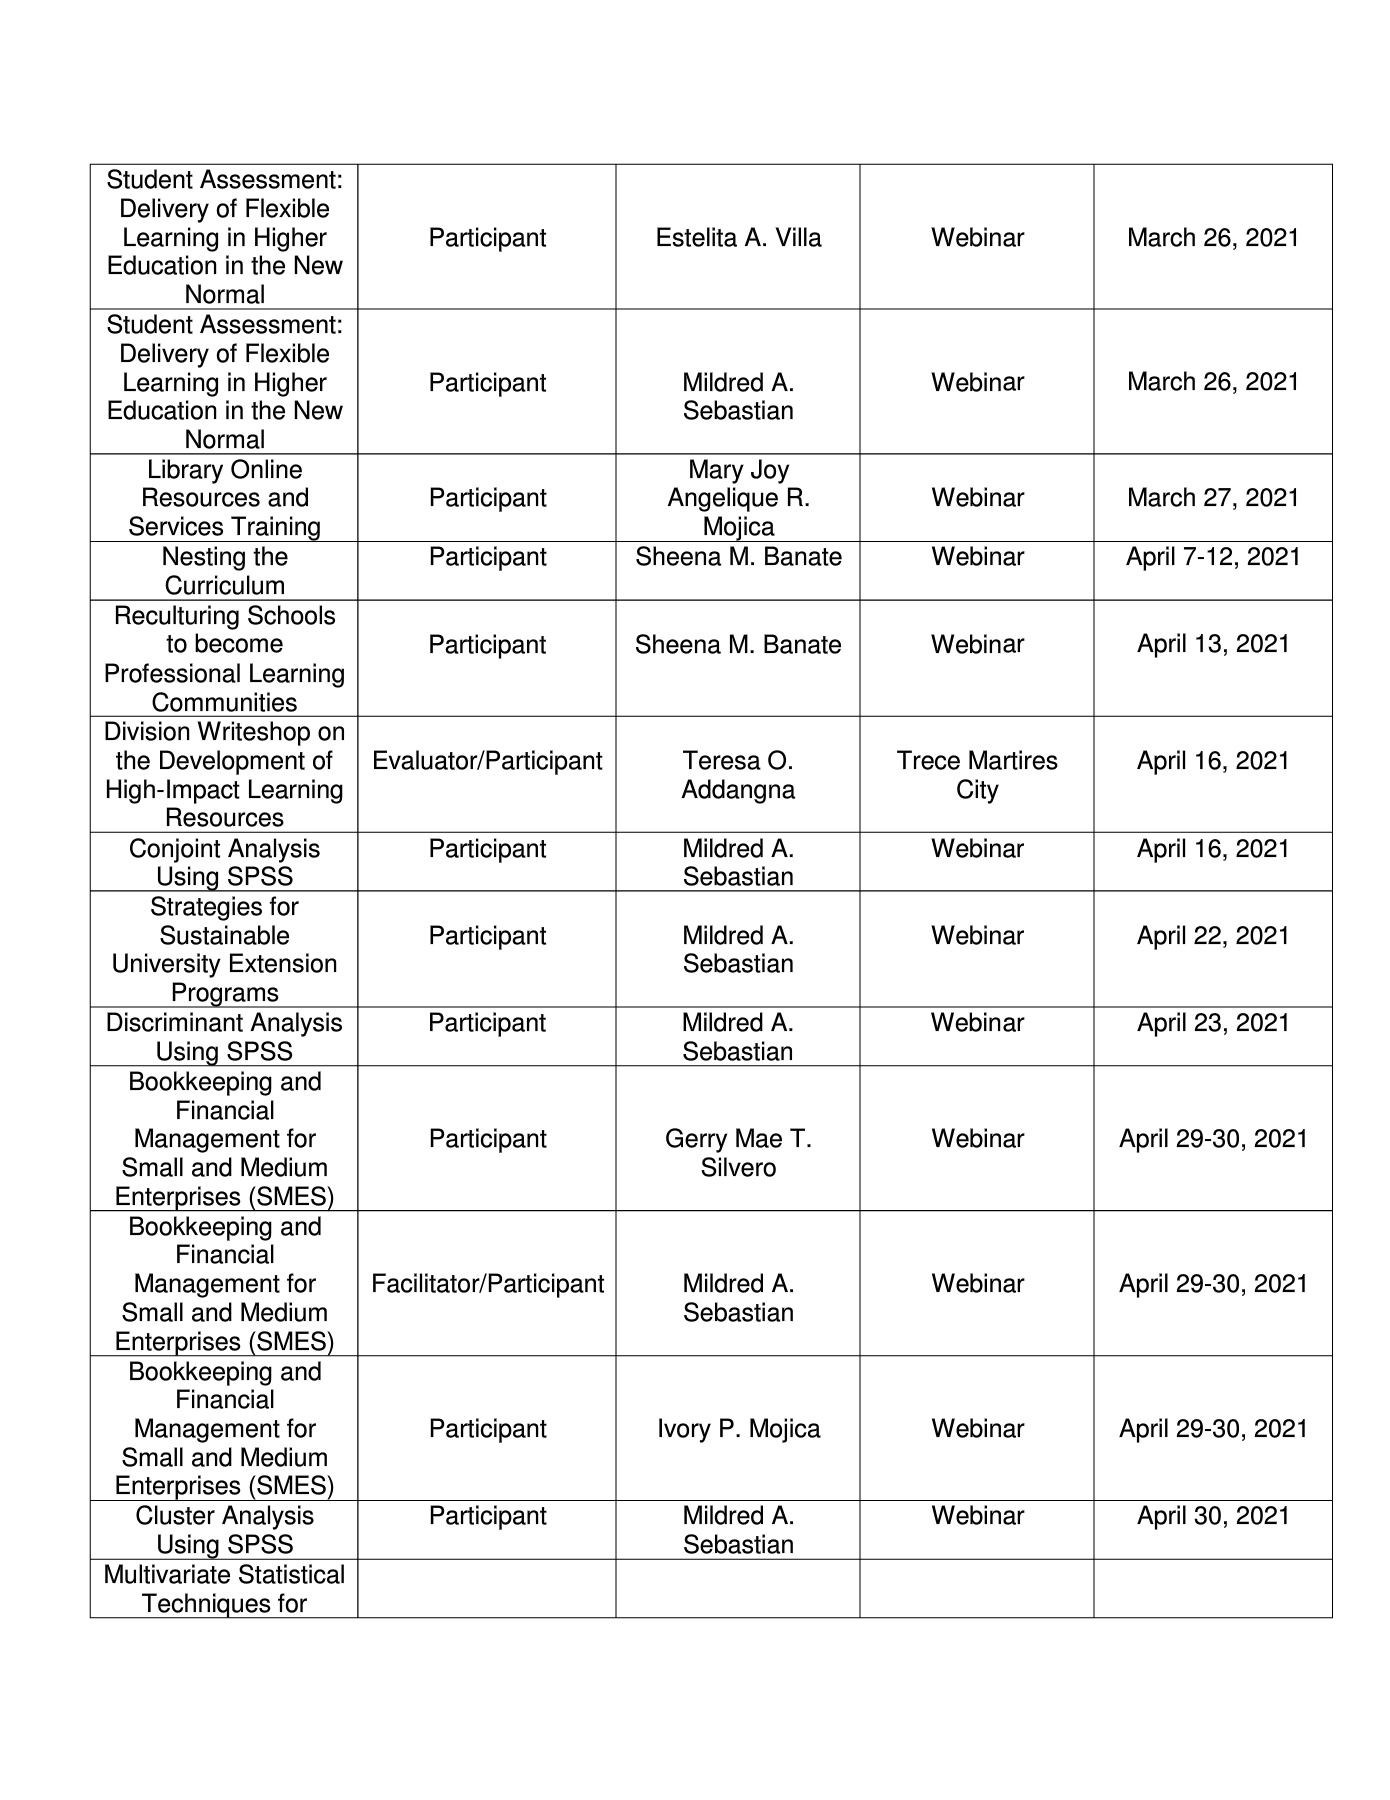 Student Assessment:
Delivery of Flexible
Learning in Higher
Education in the New
Normal
Participant
Estelita A. Villa
Webinar
March 26, 2021
Student Assessment:
Delivery of Flexible
Learning in Higher
Education in the New
Normal
Participant
Mildred A.
Sebastian
Webinar
March 26, 2021
Library Online
Resources and
Services Training
Participant
Mary Joy
Angelique R.
Mojica
Webinar
March 27, 2021
Nesting the
Curriculum
Participant
Sheena M. Banate
Webinar
April 7-12, 2021
Reculturing Schools
to become
Professional Learning
Communities
Participant
Sheena M. Banate
Webinar
April 13, 2021
Division Writeshop on
the Development of
High-Impact Learning
Resources
Evaluator/Participant
Teresa O.
Addangna
Trece Martires
City
April 16, 2021
Conjoint Analysis
Using SPSS
Participant
Mildred A.
Sebastian
Webinar
April 16, 2021
Strategies for
Sustainable
University Extension
Programs
Participant
Mildred A.
Sebastian
Webinar
April 22, 2021
Discriminant Analysis
Using SPSS
Participant
Mildred A.
Sebastian
Webinar
April 23, 2021
Bookkeeping and
Financial
Management for
Small and Medium
Enterprises (SMES)
Participant
Gerry Mae T.
Silvero
Webinar
April 29-30, 2021
Bookkeeping and
Financial
Management for
Small and Medium
Enterprises (SMES)
Facilitator/Participant
Mildred A.
Sebastian
Webinar
April 29-30, 2021
Bookkeeping and
Financial
Management for
Small and Medium
Enterprises (SMES)
Participant
Ivory P. Mojica
Webinar
April 29-30, 2021
Cluster Analysis
Using SPSS
Participant
Mildred A.
Sebastian
Webinar
April 30, 2021
Multivariate Statistical
Techniques for